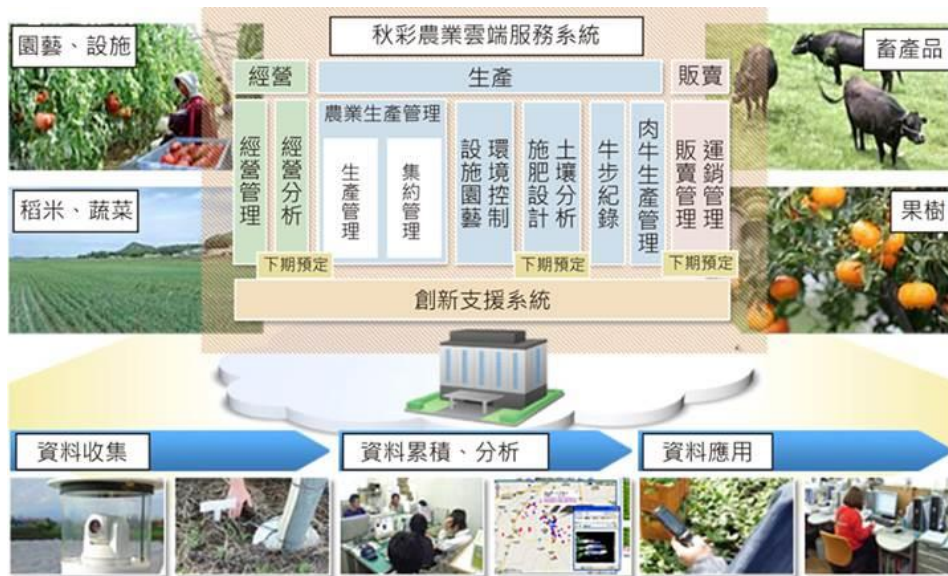 園藝、設施
秋彩農業雲端服務系統
畜產品
經營
生產
販賣
經營管理
經營分析
農業生產管理
生產管理
集約管理
設施園藝
環境控制
施肥設計
土壤分析
牛步紀錄
肉牛生產管理
販賣管理
運銷管理
稻米、蔬菜
果樹
下期預定
下期預定
下期預定
創新支援系統
資料收集
資料累積、分析
資料應用